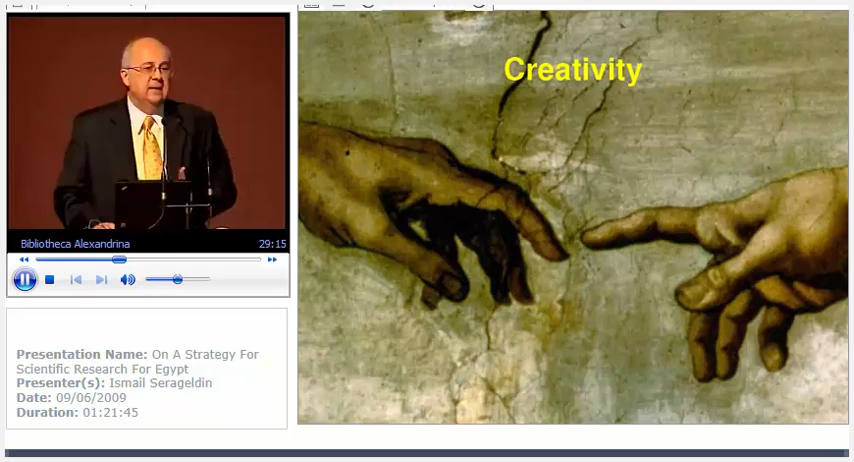 Creativity
Bibliotheca Alexandrina 29:15
Presentation Name: On A Strategy For
Scientific Research For Egypt
Presenter(s): Ismail Serageldin
Date: 09/06/2009
Duration: 01:21:45